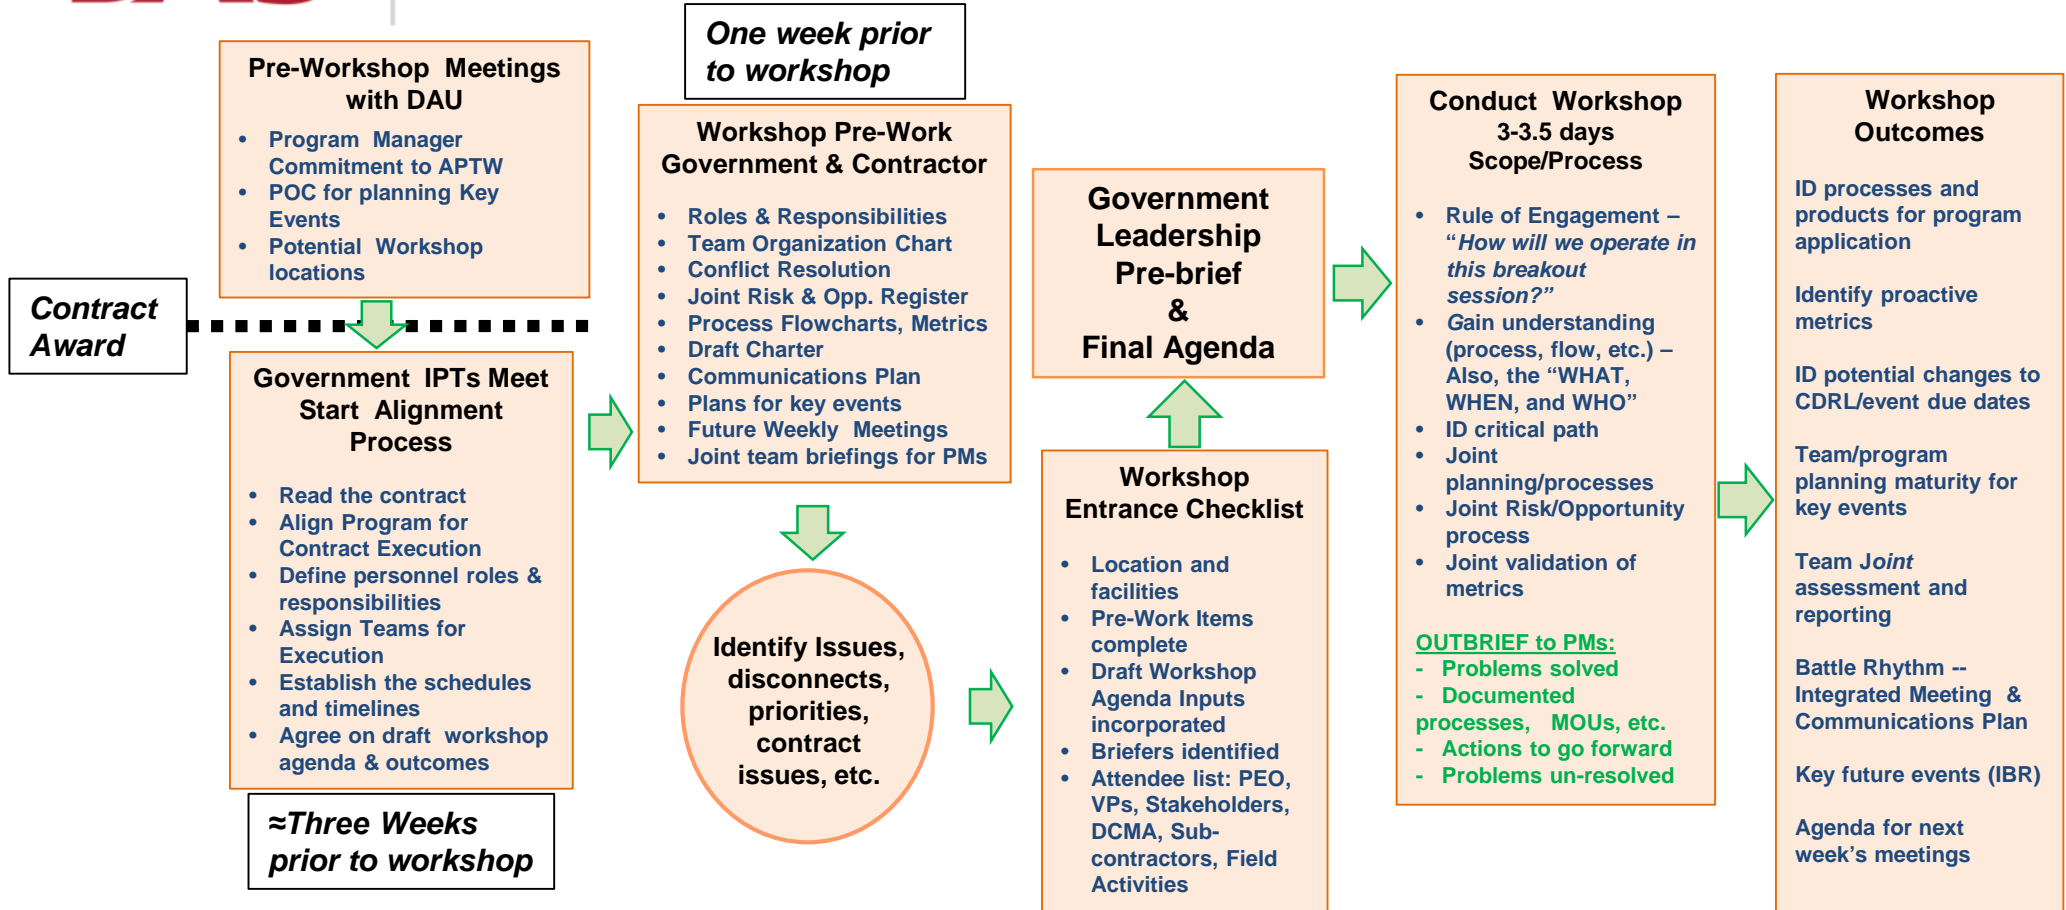 Pre-Workshop Meetings
with DAU
• Program Manager
Commitment to APTW
• POC for planning Key
Events
• Potential Workshop
locations
Contract
Award
Government IPTs Meet
Start Alignment
Process
• Read the contract
• Align Program for
Contract Execution
• Define personnel roles &
responsibilities
• Assign Teams for
Execution
• Establish the schedules
and timelines
• Agree on draft workshop
agenda & outcomes
≈Three Weeks
prior to workshop
One week prior
to workshop
Workshop Pre-Work
Government & Contractor
• Roles & Responsibilities
• Team Organization Chart
• Conflict Resolution
• Joint Risk & Opp. Register
• Process Flowcharts, Metrics
• Draft Charter
• Communications Plan
• Plans for key events
• Future Weekly Meetings
• Joint team briefings for PMs
Identify Issues,
disconnects,
priorities,
contract
issues, etc.
Workshop
Entrance Checklist
• Location and
facilities
• Pre-Work Items
complete
• Draft Workshop
Agenda Inputs
incorporated
• Briefers identified
• Attendee list: PEO,
VPs, Stakeholders,
DCMA, Sub-
contractors, Field
Activities
Government
Leadership
Pre-brief
&
Final Agenda
Conduct Workshop
3-3.5 days
Scope/Process
• Rule of Engagement –
“How will we operate in
this breakout
session?”
• Gain understanding
(process, flow, etc.) –
Also, the “WHAT,
WHEN, and WHO”
• ID critical path
• Joint
planning/processes
• Joint Risk/Opportunity
process
• Joint validation of
metrics
OUTBRIEF to PMs:
- Problems solved
- Documented
processes, MOUs, etc.
- Actions to go forward
- Problems un-resolved
Workshop
Outcomes
ID processes and
products for program
application
Identify proactive
metrics
ID potential changes to
CDRL/event due dates
Team/program
planning maturity for
key events
Team Joint
assessment and
reporting
Battle Rhythm --
Integrated Meeting &
Communications Plan
Key future events (IBR)
Agenda for next
week’s meetings